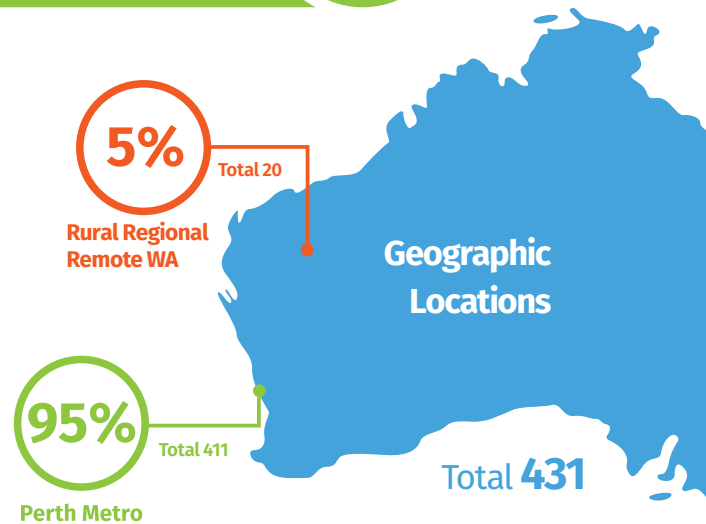 5%
Total 20
Rural Regional
Remote WA
Geographic
Locations
95%
Total 411
Perth Metro
Total 431